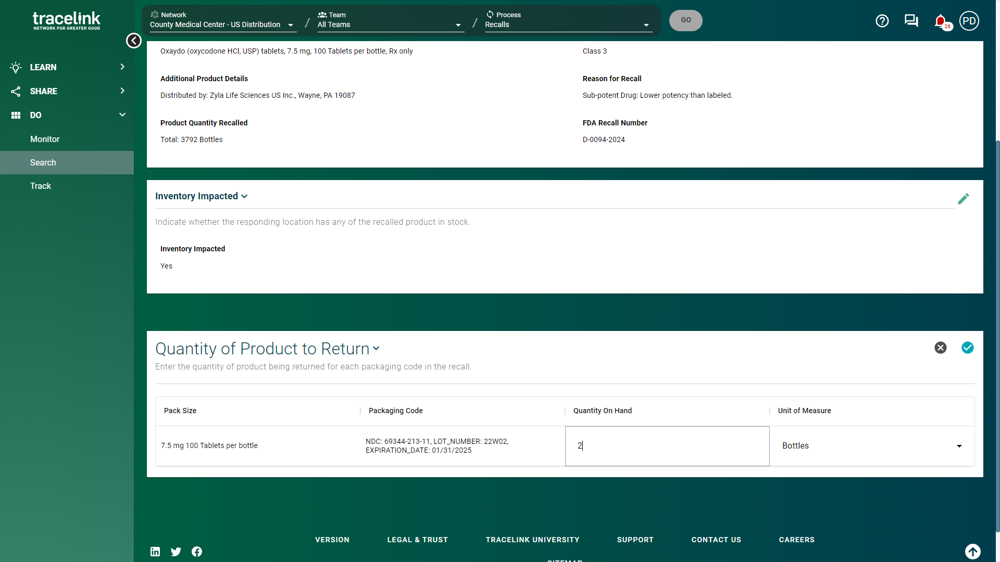 tracelink
NETWORK FOR GREATER GOOD
Network
County Medical Center - US Distribution
/
Team
All Teams
/
Process
Recalls
GO
28
PD
LEARN
SHARE
DO
Monitor
Search
Track
Oxaydo (oxycodone HCl, USP) tablets, 7.5 mg, 100 Tablets per bottle, Rx only
Class 3
Additional Product Details
Reason for Recall
Distributed by: Zyla Life Sciences US Inc., Wayne, PA 19087
Sub-potent Drug: Lower potency than labeled.
Product Quantity Recalled
FDA Recall Number
Total: 3792 Bottles
D-0094-2024
Inventory Impacted
Indicate whether the responding location has any of the recalled product in stock.
Inventory Impacted
Yes
Quantity of Product to Return
Enter the quantity of product being returned for each packaging code in the recall.
Pack Size
Packaging Code
Quantity On Hand
Unit of Measure
7.5 mg 100 Tablets per bottle
NDC: 69344-213-11, LOT_NUMBER: 22W02,
EXPIRATION_DATE: 01/31/2025
2
Bottles
VERSION
LEGAL & TRUST
TRACELINK UNIVERSITY
SUPPORT
CONTACT US
CAREERS
SITEMAP